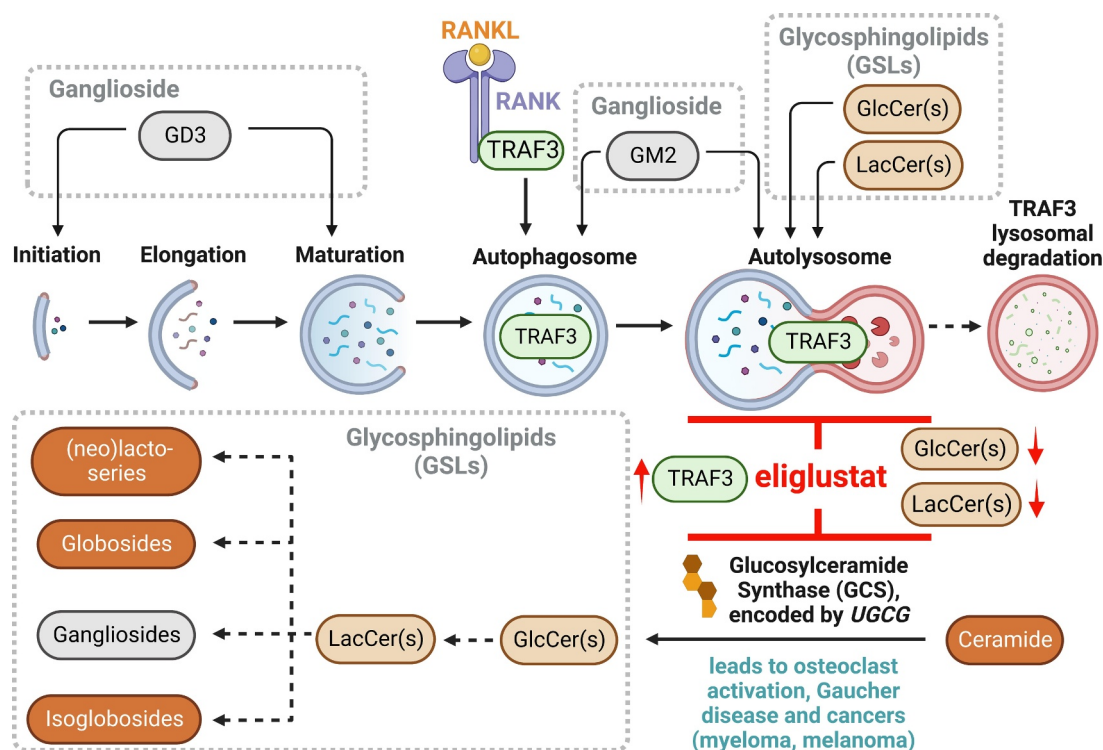 RANKL
RANK
TRAF3
Ganglioside
GD3
Ganglioside
GM2
Glycosphingolipids
(GSLs)
GlcCer(s)
LacCer(s)
Initiation
Elongation
Maturation
Autophagosome
Autolysosome
TRAF3
lysosomal
degradation
TRAF3
TRAF3
Glycosphingolipids
(GSLs)
(neo)lacto-
series
Globosides
Gangliosides
Isoglobosides
LacCer(s)
GlcCer(s)
TRAF3
eliglustat
GlcCer(s)
LacCer(s)
Glucosylceramide
Synthase (GCS),
encoded by UGCG
Ceramide
leads to osteoclast
activation, Gaucher
disease and cancers
(myeloma, melanoma)